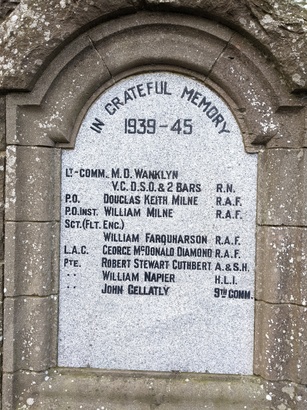 IN GRATEFUL MEMORY
1939-45
LT-COMM. M. D. WANKLYN
V.C. D.S.O. & 2 BARS R.N.
P.O. DOUGLAS KEITH MILNE R.A.F.
P.O. INST. WILLIAM MILNE R.A.F.
SGT.(FLT. ENG.)
WILLIAM FARQUHARSON R.A.F.
L.A.C. GEORGE MCDONALD DIAMOND R.A.F.
PTE. ROBERT STEWART CUTHBERT A.& S.H.
" WILLIAM NAPIER H.L.I.
" JOHN GELLATLY 9TH COMM.